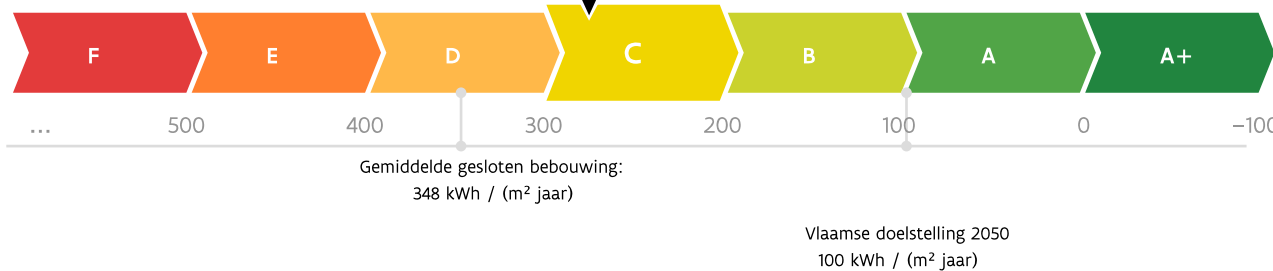 F E D C B A A+
... 500 400 300 200 100 0 −100
Gemiddelde gesloten bebouwing:
348 kWh / (m² jaar)
Vlaamse doelstelling 2050
100 kWh / (m² jaar)